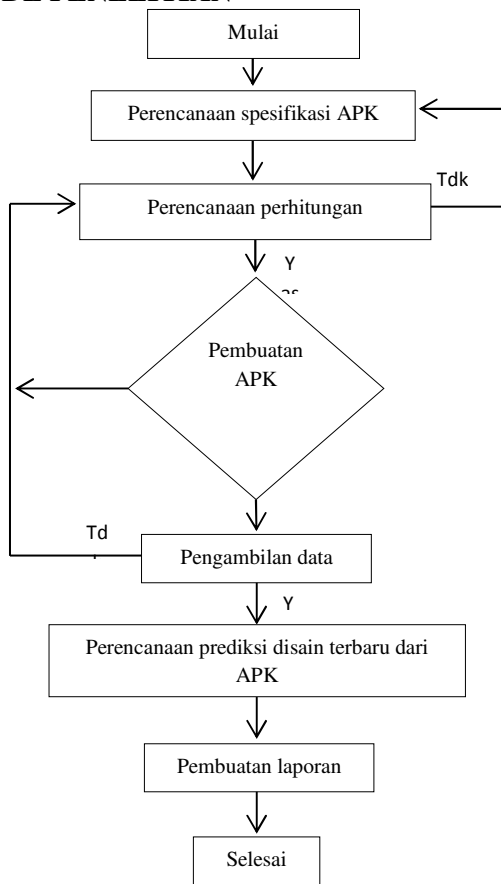 Mulai
Perencanaan spesifikasi APK
Tdk
Perencanaan perhitungan
Y
Pembuatan
APK
Td
Pengambilan data
Y
Perencanaan prediksi disain terbaru dari
APK
Pembuatan laporan
Selesai